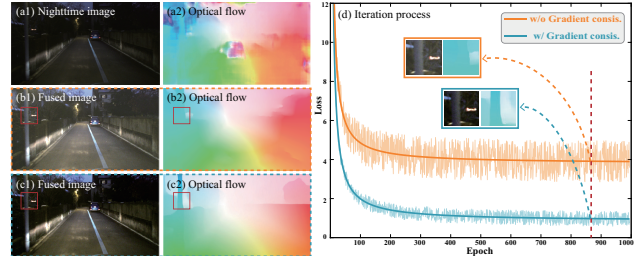 (a1) Nighttime image
(a2) Optical flow
(b1) Fused image
(b2) Optical flow
(c1) Fused image
(c2) Optical flow
(d) Iteration process
w/o Gradient consis.
w/ Gradient consis.
Loss
12
10
8
6
4
2
0
100 200 300 400 500 600 700 800 900 1000
Epoch